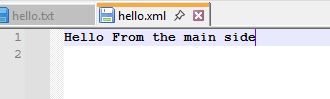 hello.txt hello.xml
1 Hello From the main side
2